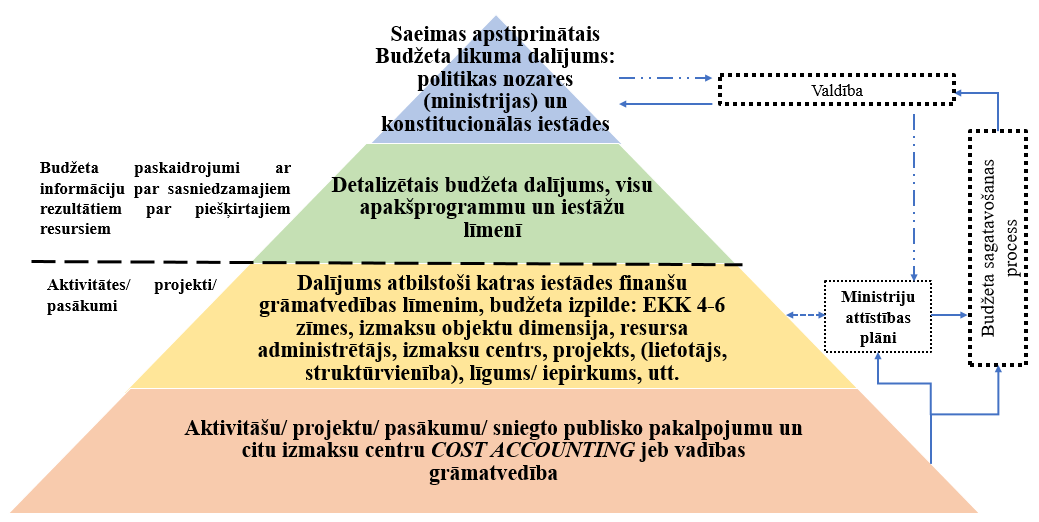 Saeimas apstiprinātais
Budžeta likuma dalījums:
politikas nozares
(ministrijas) un
konstitucionālās iestādes
Valdība
Budžeta paskaidrojumi ar
informāciju par sasniedzamajiem
rezultātiem par piešķirtajiem
resursiem
Detalizētais budžeta dalījums, visu
apakšprogrammu un iestāžu
līmenī
Budžeta sagatavošanas
process
Aktivitātes/ projekti/
pasākumi
Dalījums atbilstoši katras iestādes finanšu
grāmatvedības līmenim, budžeta izpilde: EKK 4-6
zīmes, izmaksu objektu dimensija, resursa
administrētājs, izmaksu centrs, projekts, (lietotājs,
struktūrvienība), līgums/ iepirkums, utt.
Ministriju
attīstības
plāni
Aktivitāšu/ projektu/ pasākumu/ sniegto publisko pakalpojumu un
citu izmaksu centru COST ACCOUNTING jeb vadības
grāmatvedība